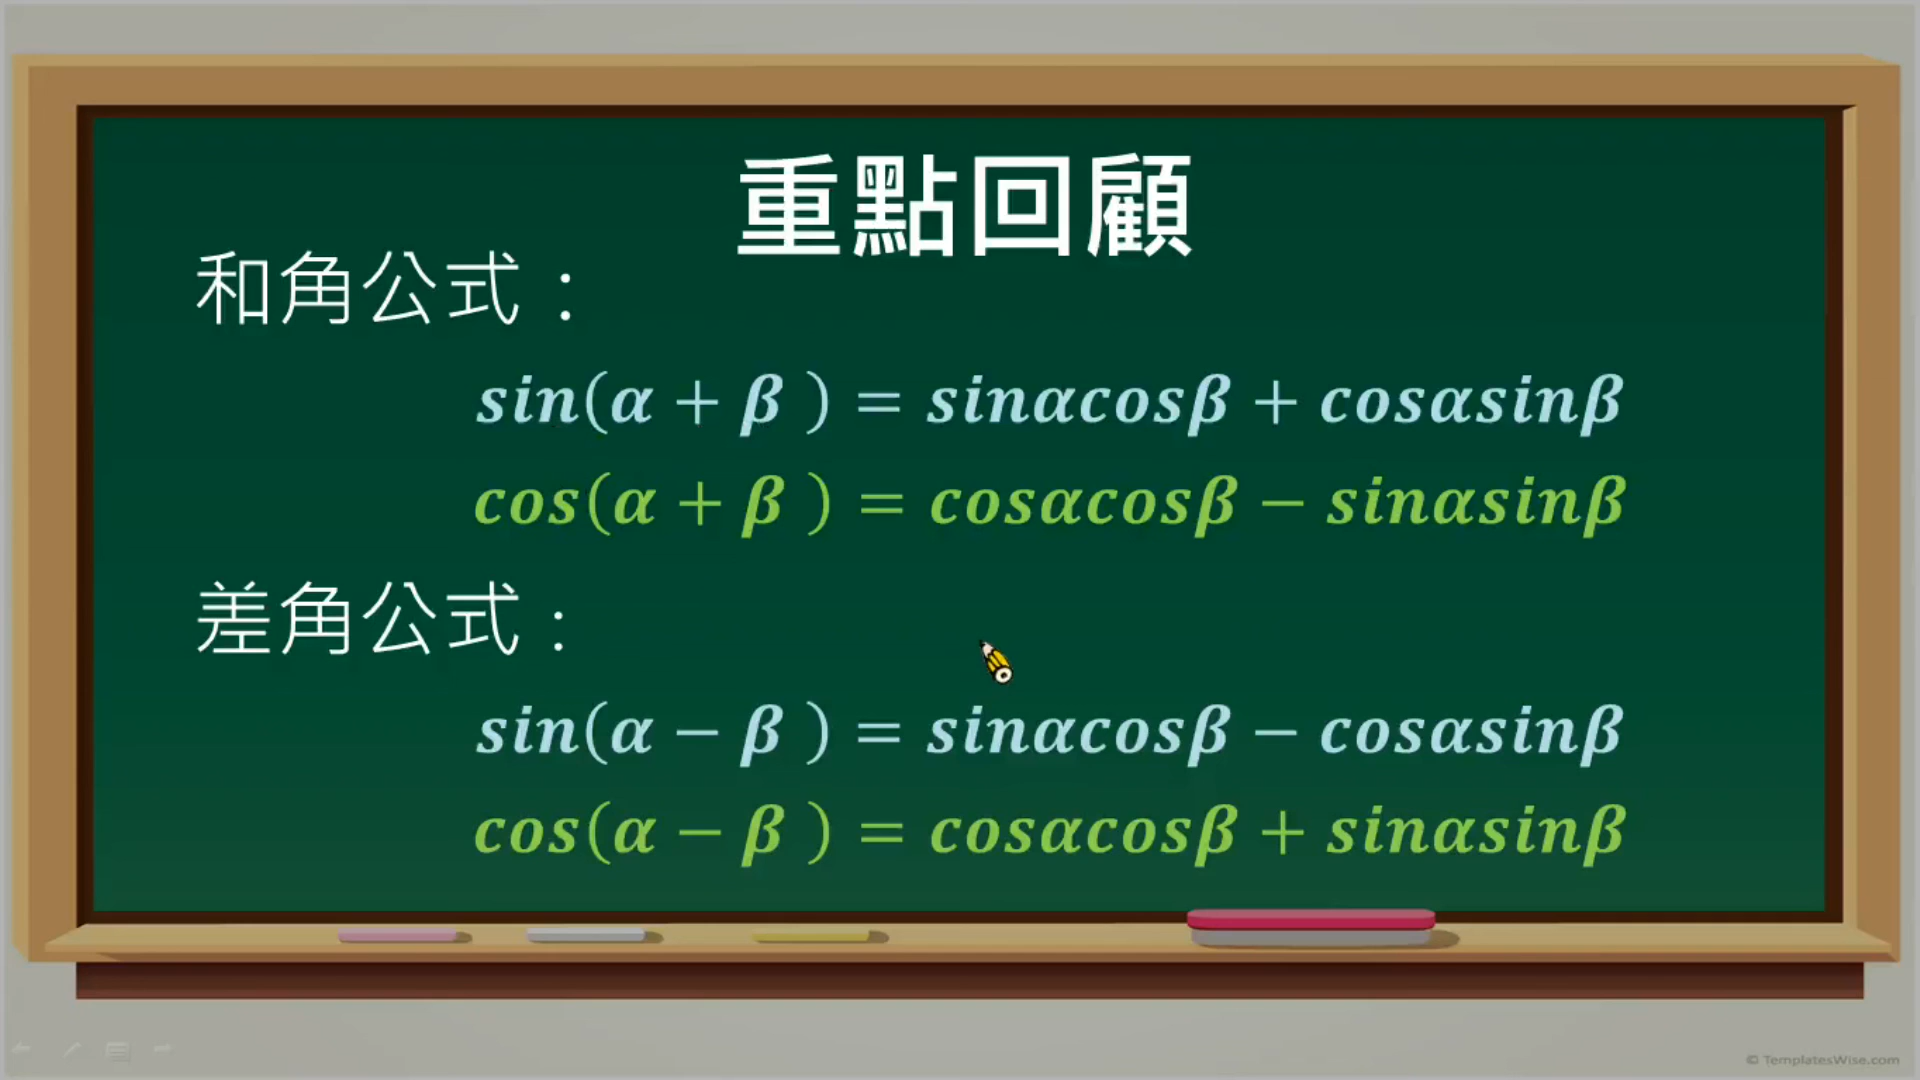 重點回顧
和角公式：
sin(α + β ) = sinαcosβ + cosαsinβ
cos(α + β ) = cosαcosβ − sinαsinβ
差角公式：
sin(α − β ) = sinαcosβ − cosαsinβ
cos(α − β ) = cosαcosβ + sinαsinβ
© TemplatesWise.com